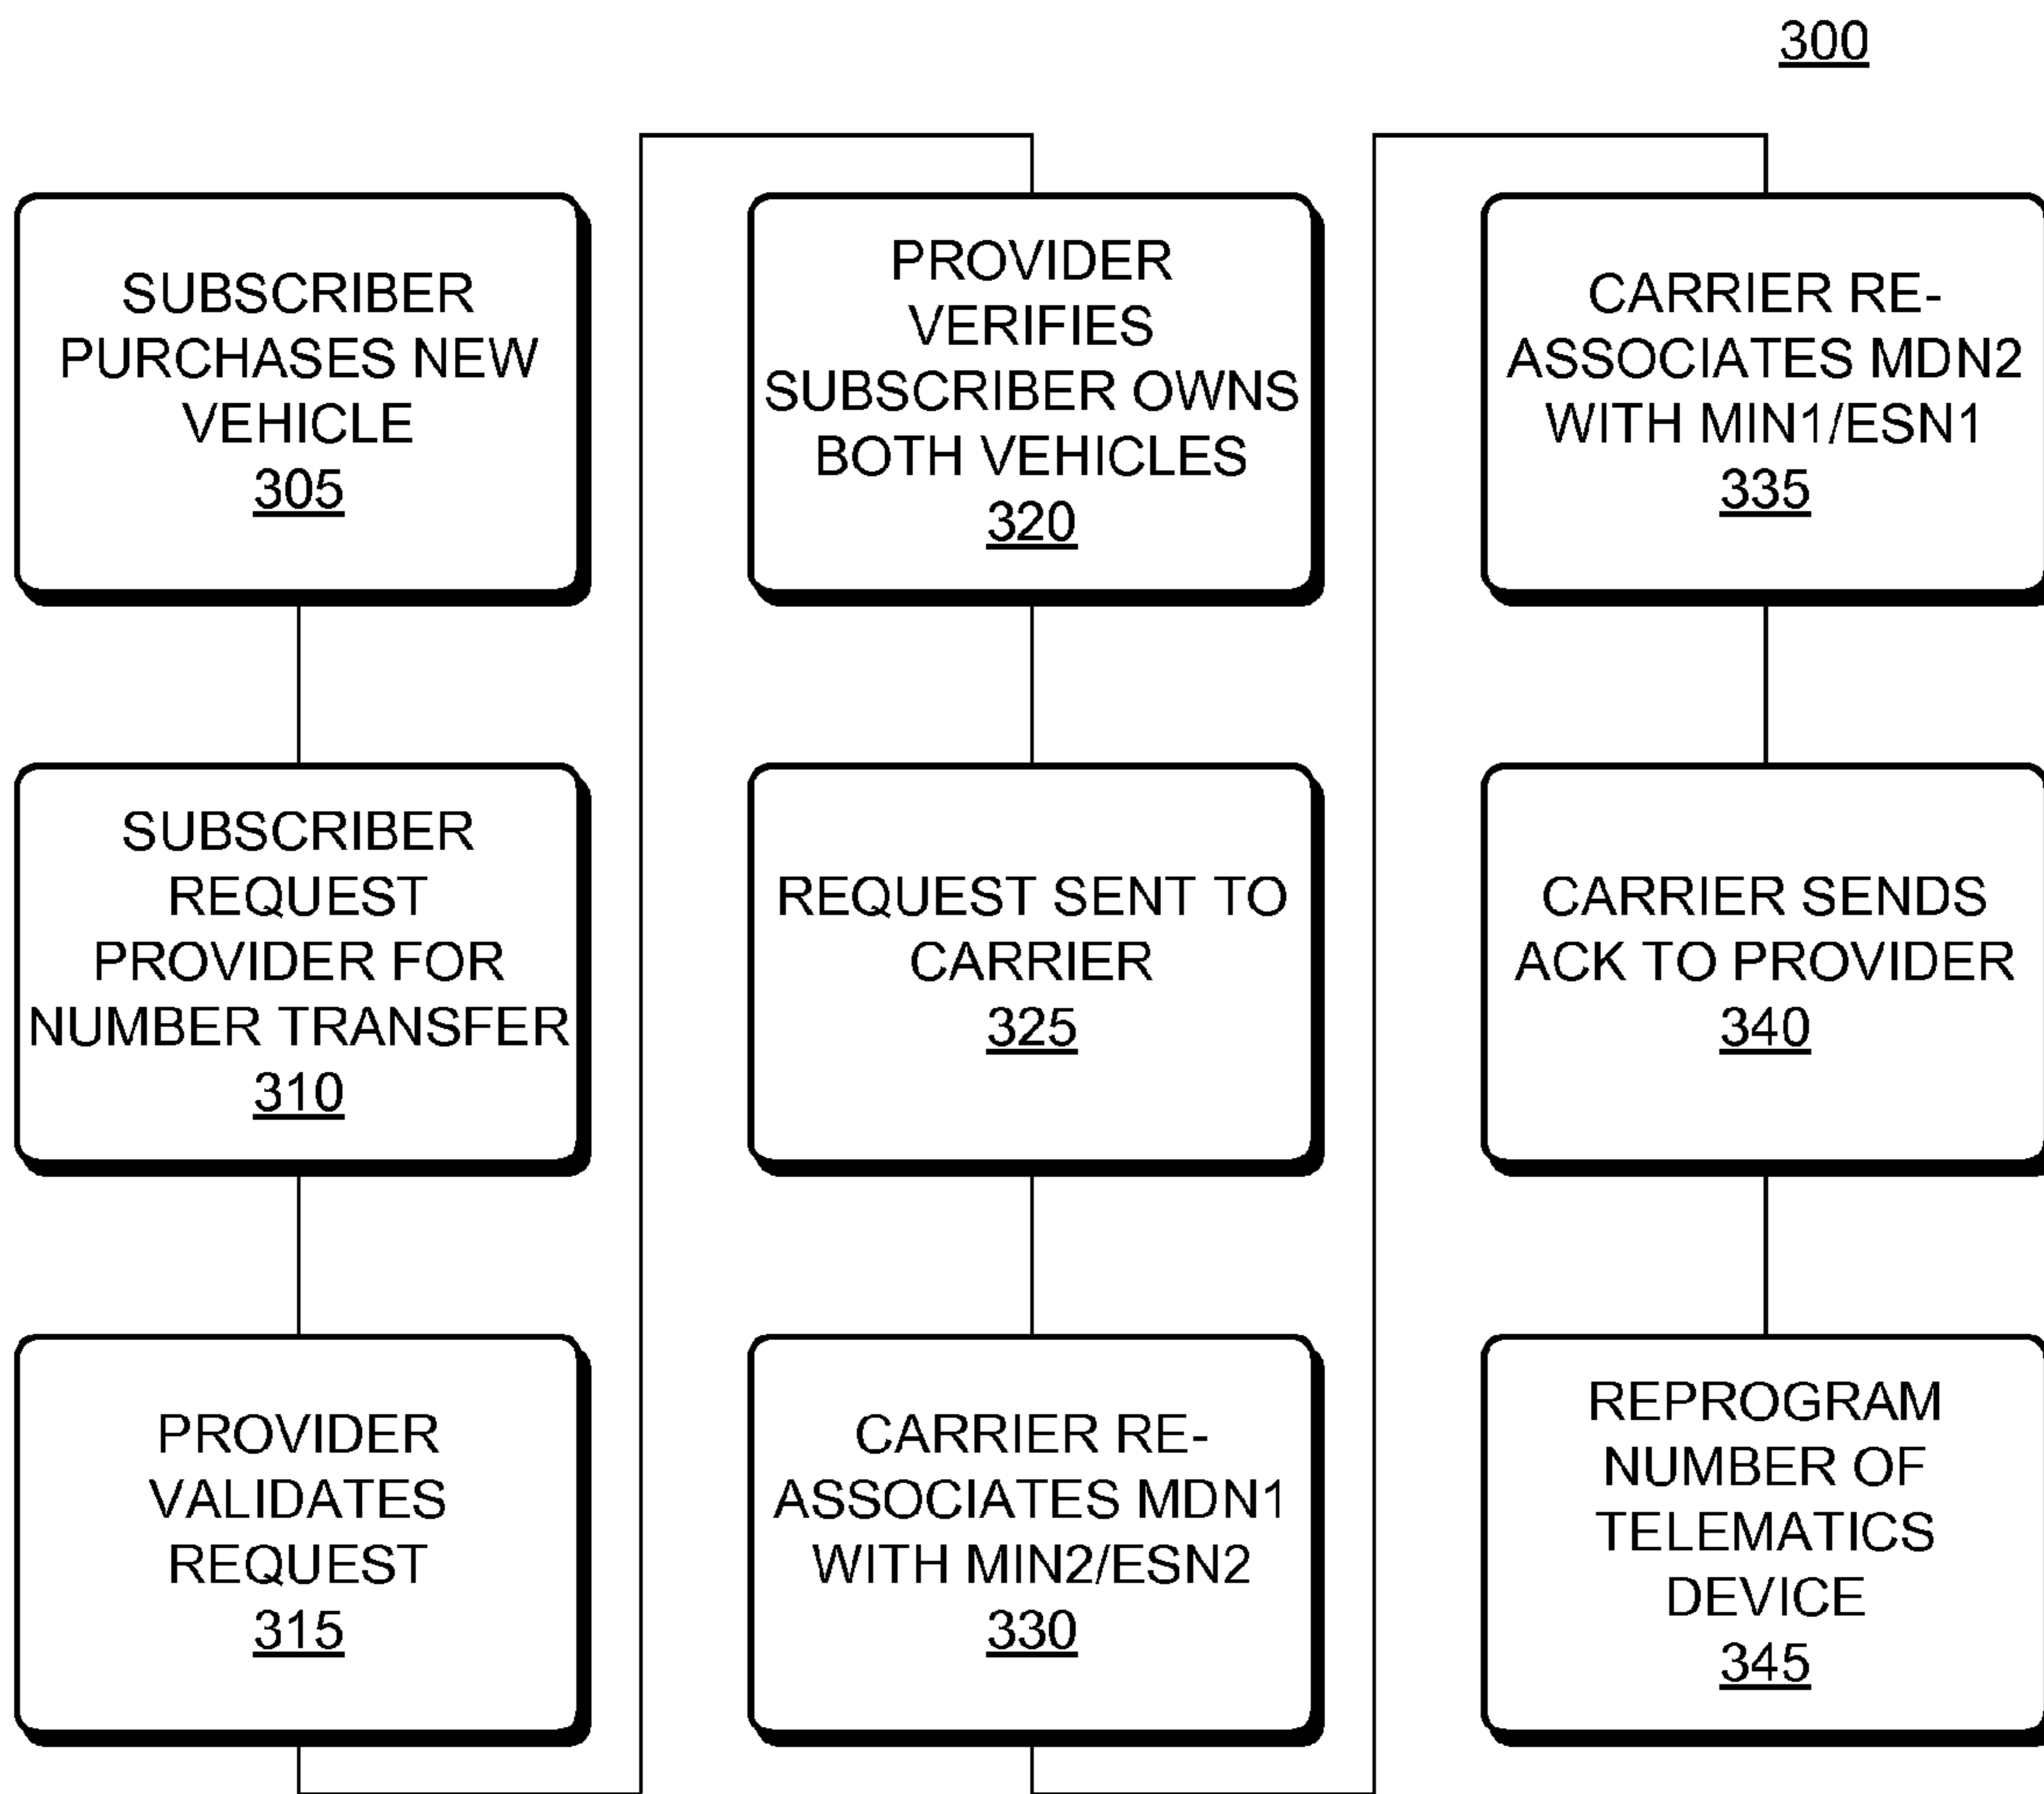 300
SUBSCRIBER
PURCHASES NEW
VEHICLE
305
SUBSCRIBER
REQUEST
PROVIDER FOR
NUMBER TRANSFER
310
PROVIDER
VALIDATES
REQUEST
315
PROVIDER
VERIFIES
SUBSCRIBER OWNS
BOTH VEHICLES
320
REQUEST SENT TO
CARRIER
325
CARRIER RE-
ASSOCIATES MDN1
WITH MIN2/ESN2
330
CARRIER RE-
ASSOCIATES MDN2
WITH MIN1/ESN1
335
CARRIER SENDS
ACK TO PROVIDER
340
REPROGRAM
NUMBER OF
TELEMATICS
DEVICE
345